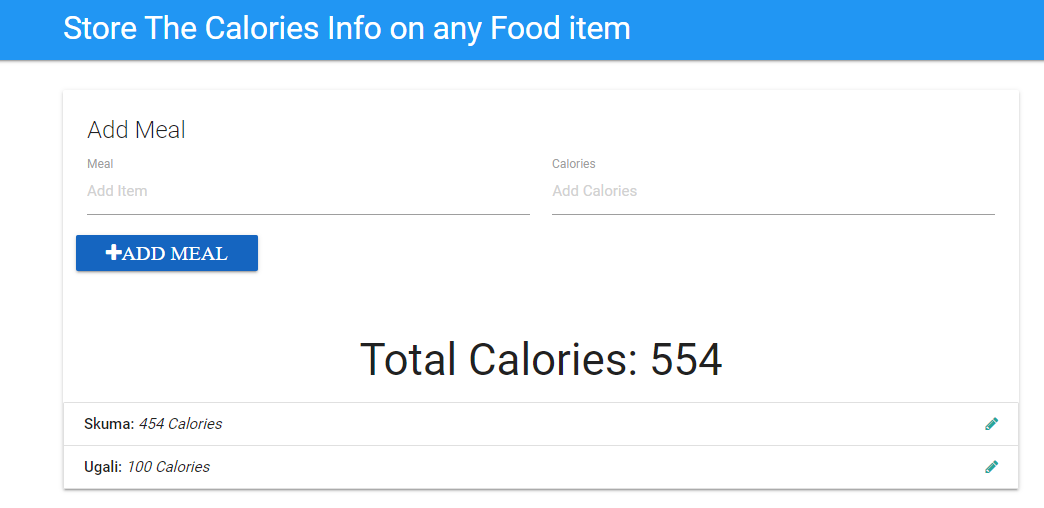 Store The Calories Info on any Food item
Add Meal
Meal
Calories
Add Item
Add Calories
ADD MEAL
Total Calories: 554
Skuma: 454 Calories
Ugali: 100 Calories